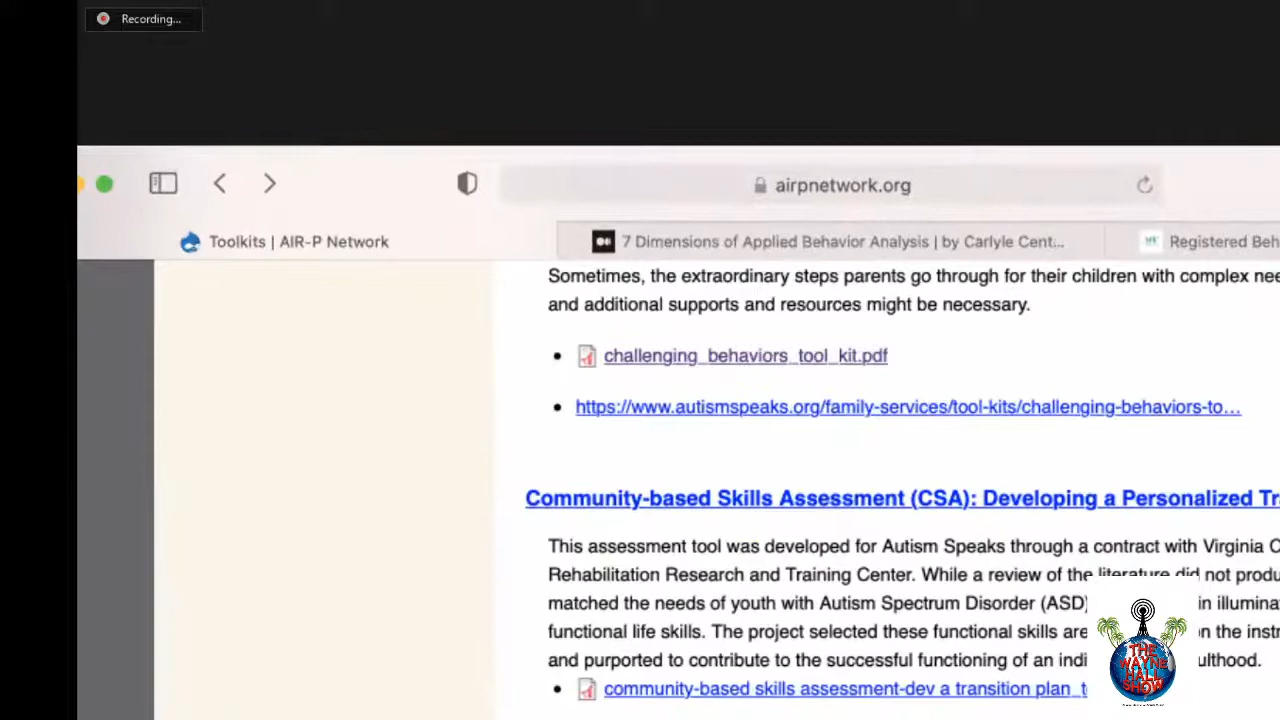 Recording...
airpnetwork.org
Toolkits | AIR-P Network
7 Dimensions of Applied Behavior Analysis | by Carlyle Cent...
Registered Beh
Sometimes, the extraordinary steps parents go through for their children with complex nee
and additional supports and resources might be necessary.
challenging_behaviors_tool_kit.pdf
https://www.autismspeaks.org/family-services/tool-kits/challenging-behaviors-to...
Community-based Skills Assessment (CSA): Developing a Personalized Tra
This assessment tool was developed for Autism Speaks through a contract with Virginia C
Rehabilitation Research and Training Center. While a review of the literature did not produ
matched the needs of youth with Autism Spectrum Disorder (ASD) in illumina
functional life skills. The project selected these functional skills are on the instr
and purported to contribute to the successful functioning of an indi ulthood.
community-based skills assessment-dev a transition plan_t
THE
WAYNE
HALL
SHOW